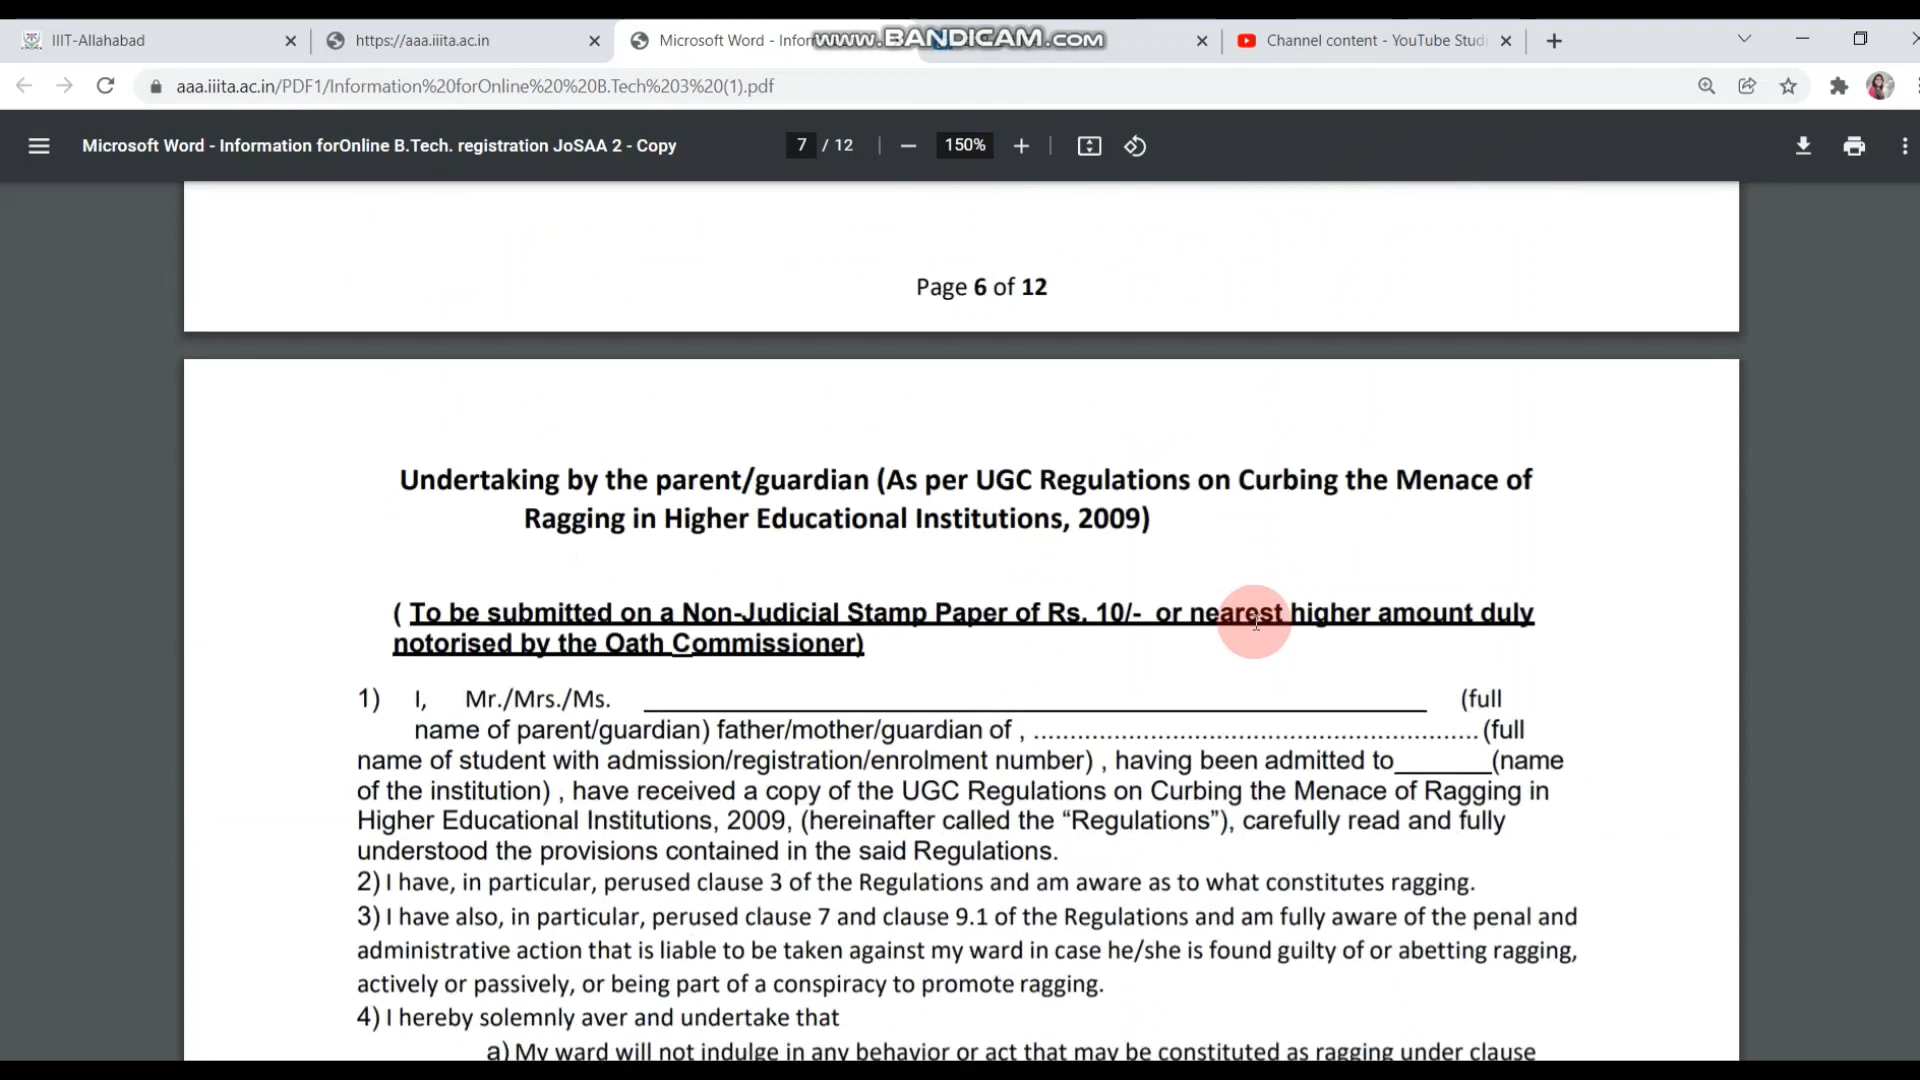 IIIT-Allahabad
https://aaa.iiita.ac.in
Microsoft Word - Infor
www.BANDICAM.com
Channel content - YouTube Stud
aaa.iiita.ac.in/PDF1/Information%20forOnline%20%20B.Tech%203%20(1).pdf
Microsoft Word - Information forOnline B.Tech. registration JoSAA 2 - Copy
7 / 12
150%
Page 6 of 12
Undertaking by the parent/guardian (As per UGC Regulations on Curbing the Menace of
Ragging in Higher Educational Institutions, 2009)
( To be submitted on a Non-Judicial Stamp Paper of Rs. 10/- or nearest higher amount duly
notorised by the Oath Commissioner)
1) I, Mr./Mrs./Ms. ______________________________ (full
name of parent/guardian) father/mother/guardian of , ............................................................. (full
name of student with admission/registration/enrolment number) , having been admitted to_______(name
of the institution) , have received a copy of the UGC Regulations on Curbing the Menace of Ragging in
Higher Educational Institutions, 2009, (hereinafter called the “Regulations”), carefully read and fully
understood the provisions contained in the said Regulations.
2) I have, in particular, perused clause 3 of the Regulations and am aware as to what constitutes ragging.
3) I have also, in particular, perused clause 7 and clause 9.1 of the Regulations and am fully aware of the penal and
administrative action that is liable to be taken against my ward in case he/she is found guilty of or abetting ragging,
actively or passively, or being part of a conspiracy to promote ragging.
4) I hereby solemnly aver and undertake that
a) My ward will not indulge in any behavior or act that may be constituted as ragging under clause